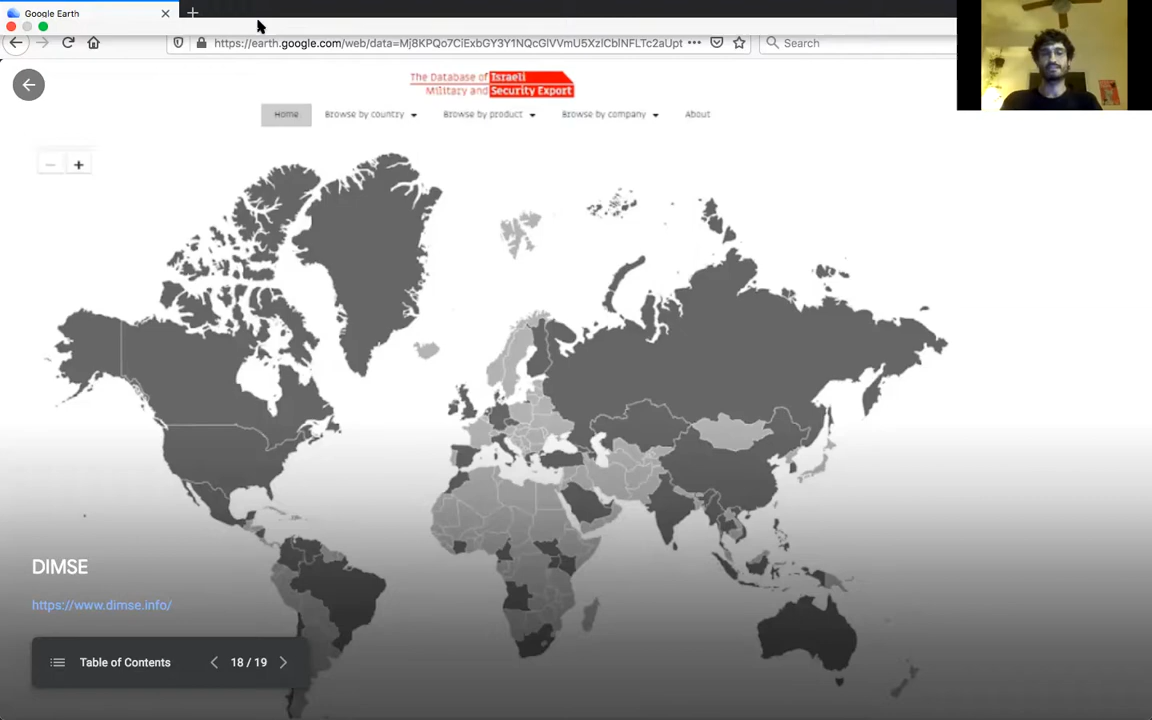 Google Earth
https://earth.google.com/web/data=Mj8KPQo7CiExbGY3Y1NQcGlVVmU5XzlCblNFLTc2aUpt
Search
The Database of Israeli
Military and Security Export
Home Browse by country Browse by product Browse by company About
DIMSE
https://www.dimse.info/
Table of Contents 18 / 19